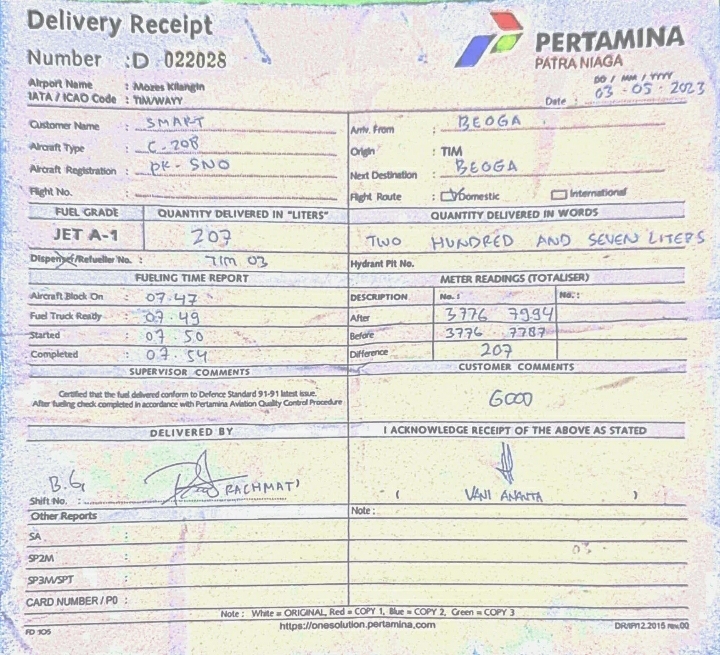 Delivery Receipt
Number :D 022028
PERTAMINA
PATRA NIAGA
Airport Name : Mozes Kilangin
IATA / ICAO Code : TIM/WAYY
DD / MM / YYYY
Date : 03-05-2023
Customer Name : SMART
Arriv. From : BEOGA
Aircraft Type : C-208
Origin : TIM
Aircraft Registration : PK-SNO
Next Destination : BEOGA
Flight No. :
Flight Route : Domestic International
FUEL GRADE QUANTITY DELIVERED IN "LITERS" QUANTITY DELIVERED IN WORDS
JET A-1 207 TWO HUNDRED AND SEVEN LITERS
Dispenser/Refueller No. : TIM 03 Hydrant Pit No.
FUELING TIME REPORT METER READINGS (TOTALISER)
Aircraft Block On : 07.47 DESCRIPTION No. : No. :
Fuel Truck Ready : 07.49 After 3776 7994
Started : 07.50 Before 3776 7787
Completed : 07.54 Difference 207
SUPERVISOR COMMENTS CUSTOMER COMMENTS
Certified that the fuel delivered conform to Defence Standard 91-91 latest issue.
After fueling check completed in accordance with Pertamina Aviation Quality Control Procedure
GOOD
DELIVERED BY I ACKNOWLEDGE RECEIPT OF THE ABOVE AS STATED
B.G RACHMAT)
Shift No. : ( VANI ANANTA )
Other Reports Note :
SA :
SP2M :
SP3M/SPT :
CARD NUMBER / PO :
Note : White = ORIGINAL, Red = COPY 1, Blue = COPY 2, Green = COPY 3
FD 105 https://onesolution.pertamina.com DR/IP/12.2015 rev.00